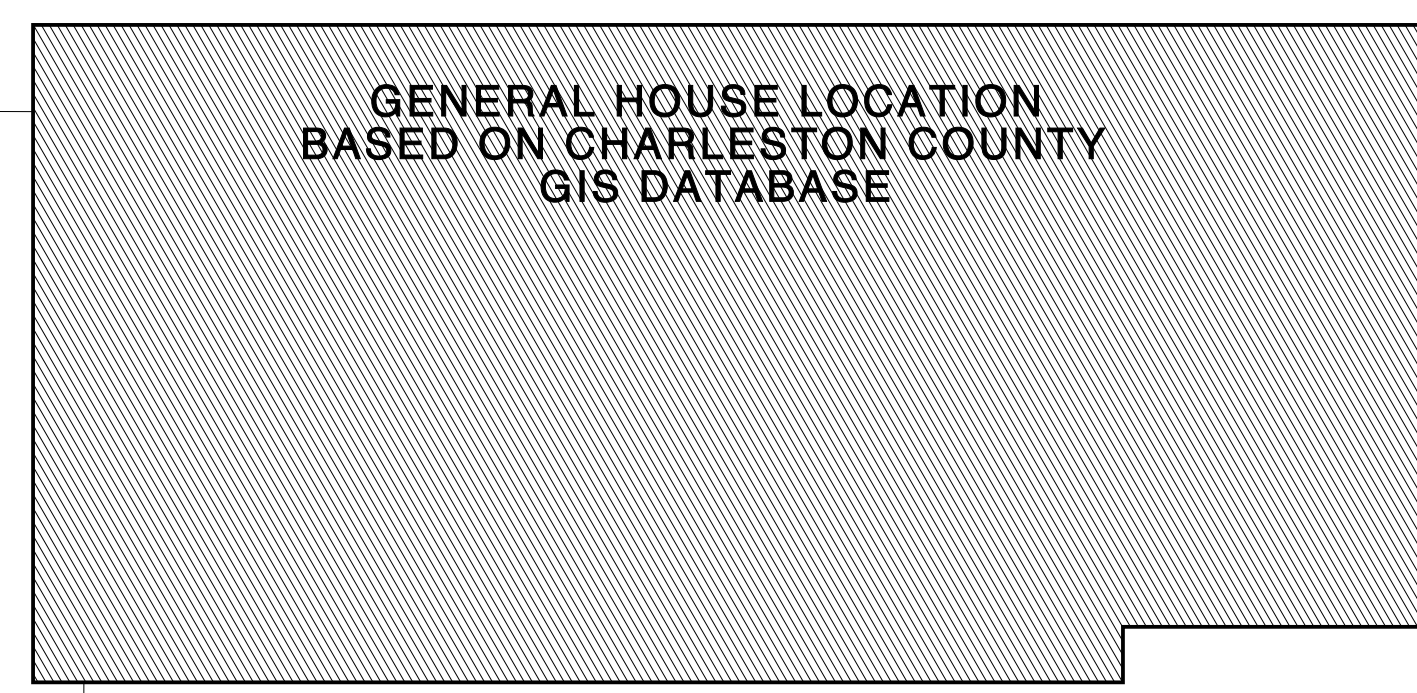 GENERAL HOUSE LOCATION
BASED ON CHARLESTON COUNTY
GIS DATABASE